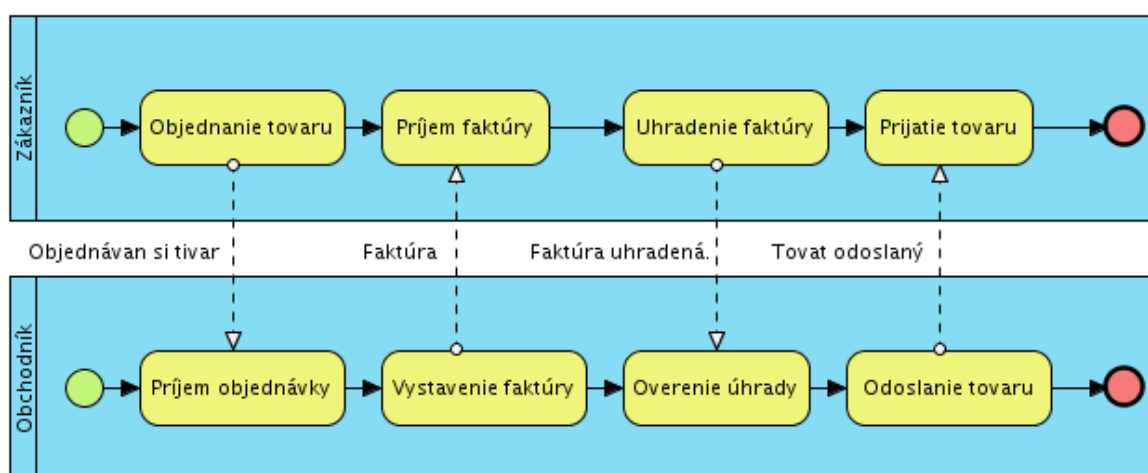 Zákazník
Objednanie tovaru
Príjem faktúry
Uhradenie faktúry
Prijatie tovaru
Objednávan si tivar
Faktúra
Faktúra uhradená.
Tovat odoslaný
Obchodník
Príjem objednávky
Vystavenie faktúry
Overenie úhrady
Odoslanie tovaru